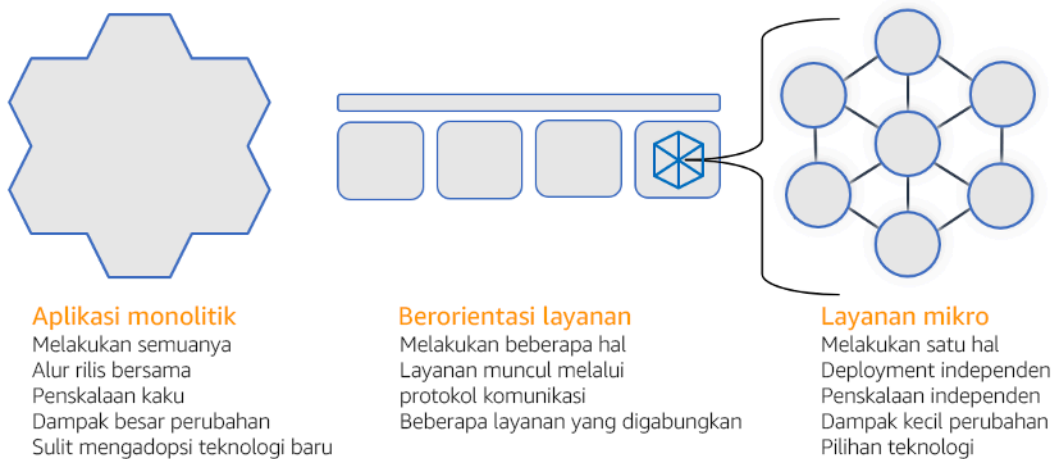 Aplikasi monolitik
Melakukan semuanya
Alur rilis bersama
Penskalaan kaku
Dampak besar perubahan
Sulit mengadopsi teknologi baru
Berorientasi layanan
Melakukan beberapa hal
Layanan muncul melalui
protokol komunikasi
Beberapa layanan yang digabungkan
Layanan mikro
Melakukan satu hal
Deployment independen
Penskalaan independen
Dampak kecil perubahan
Pilihan teknologi